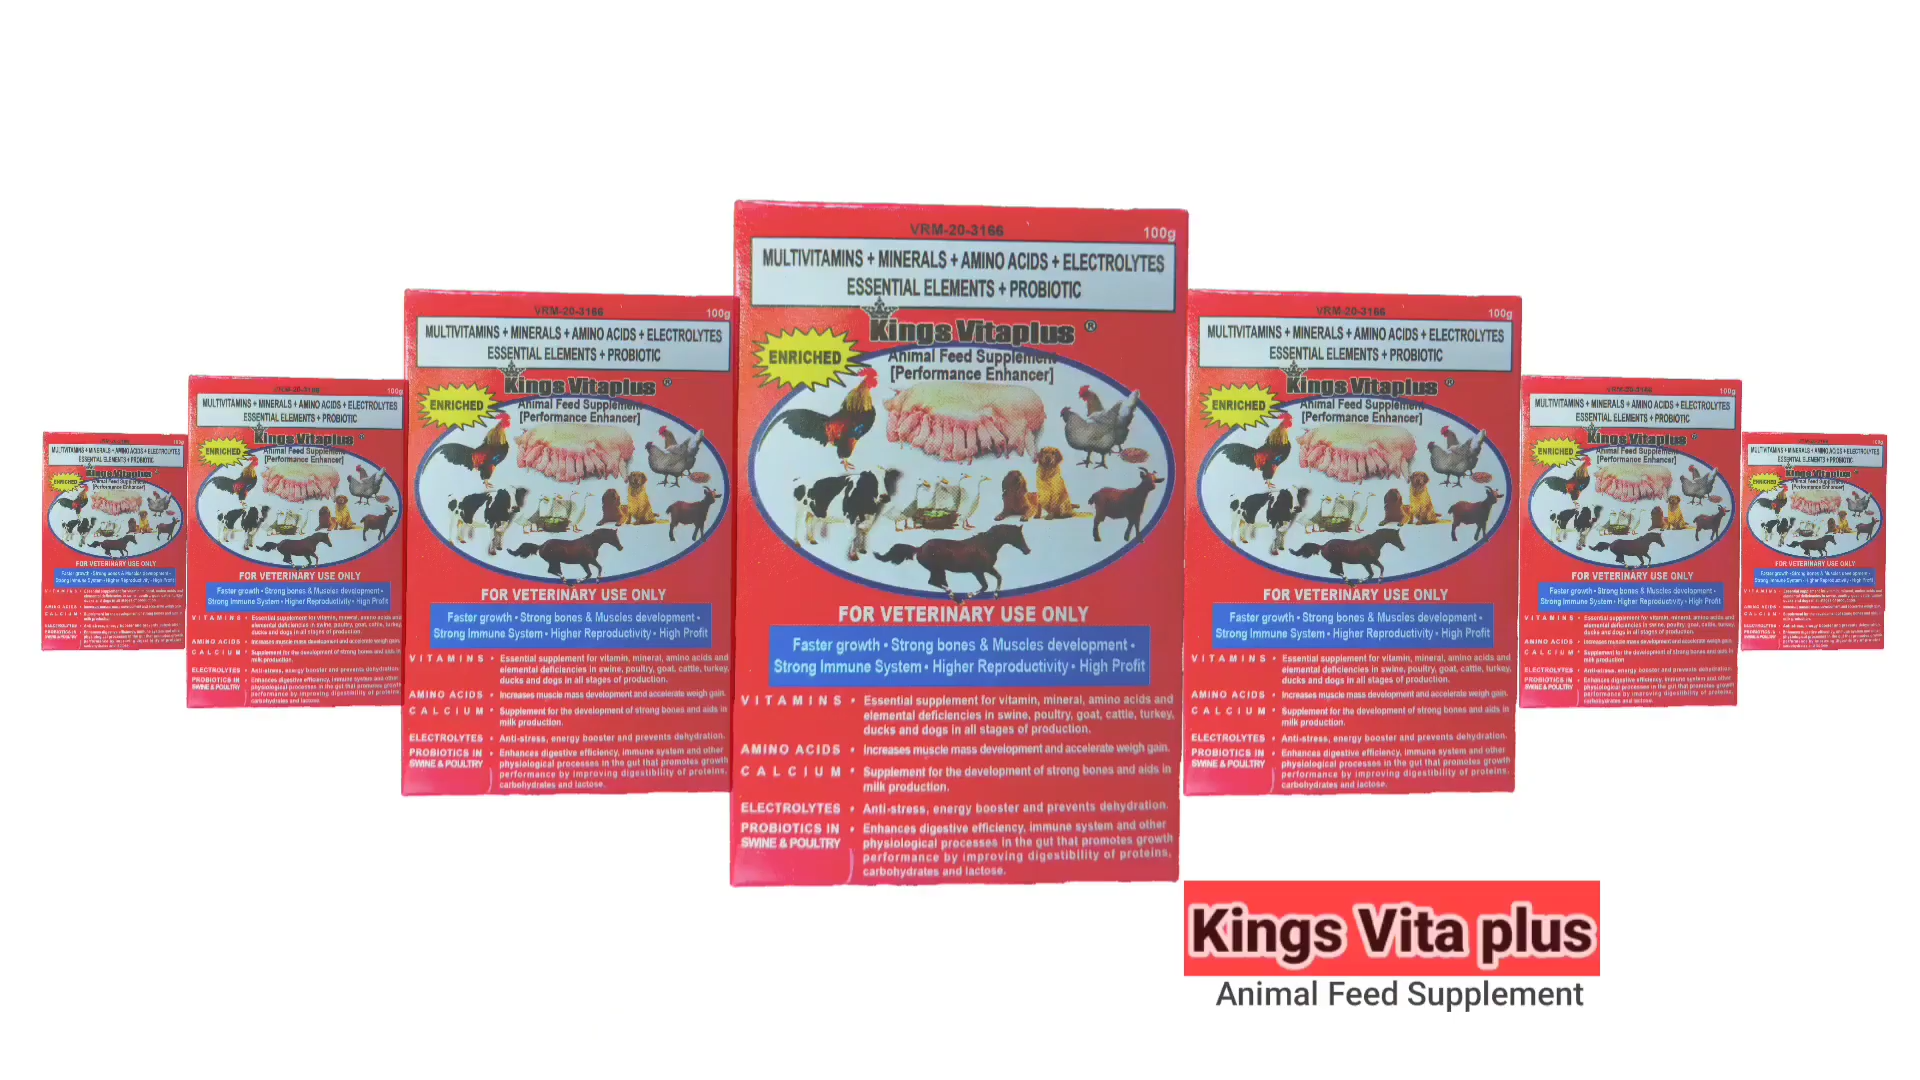 VRM-20-3166
100g
MULTIVITAMINS + MINERALS + AMINO ACIDS + ELECTROLYTES
ESSENTIAL ELEMENTS + PROBIOTIC
Kings Vitaplus ®
ENRICHED
Animal Feed Supplement
[Performance Enhancer]
FOR VETERINARY USE ONLY
Faster growth • Strong bones & Muscles development •
Strong Immune System • Higher Reproductivity • High Profit
VITAMINS • Essential supplement for vitamin, mineral, amino acids and
elemental deficiencies in swine, poultry, goat, cattle, turkey,
ducks and dogs in all stages of production.
AMINO ACIDS • Increases muscle mass development and accelerate weigh gain.
CALCIUM • Supplement for the development of strong bones and aids in
milk production.
ELECTROLYTES • Anti-stress, energy booster and prevents dehydration.
PROBIOTICS IN • Enhances digestive efficiency, immune system and other
SWINE & POULTRY physiological processes in the gut that promotes growth
performance by improving digestibility of proteins,
carbohydrates and lactose.
Kings Vita plus
Animal Feed Supplement